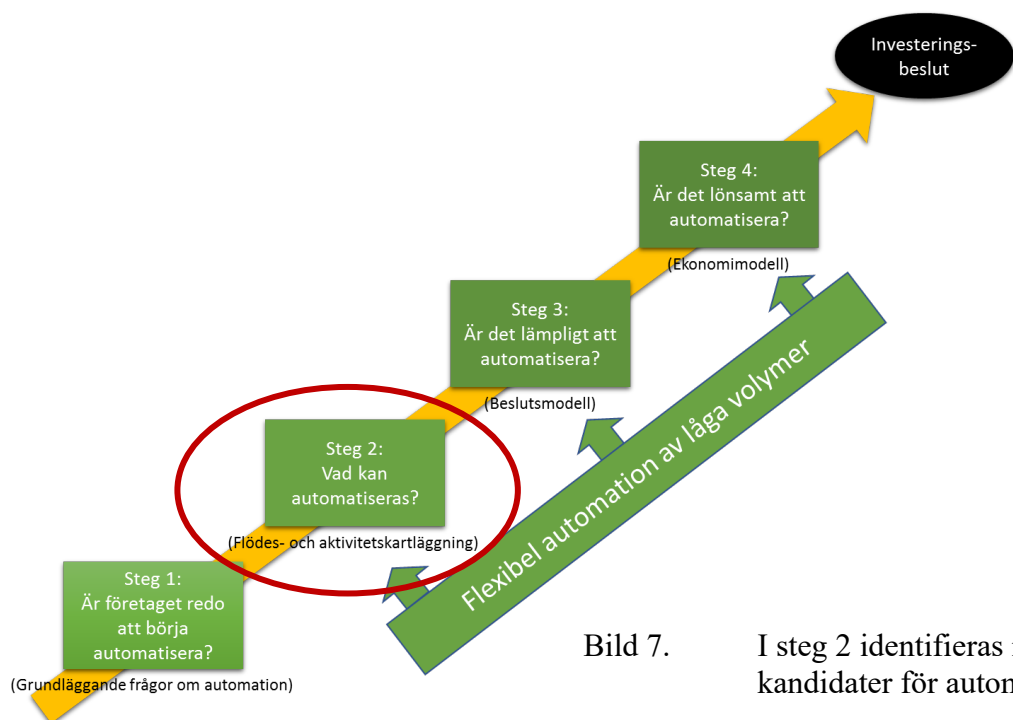 Investerings-
beslut
Steg 4:
Är det lönsamt att
automatisera?
(Ekonomimodell)
Steg 3:
Är det lämpligt att
automatisera?
(Beslutsmodell)
Steg 2:
Vad kan
automatiseras?
(Flödes- och aktivitetskartläggning)
Steg 1:
Är företaget redo
att börja
automatisera?
(Grundläggande frågor om automation)
Flexibel automation av låga volymer
Bild 7. I steg 2 identifieras
kandidater för auto